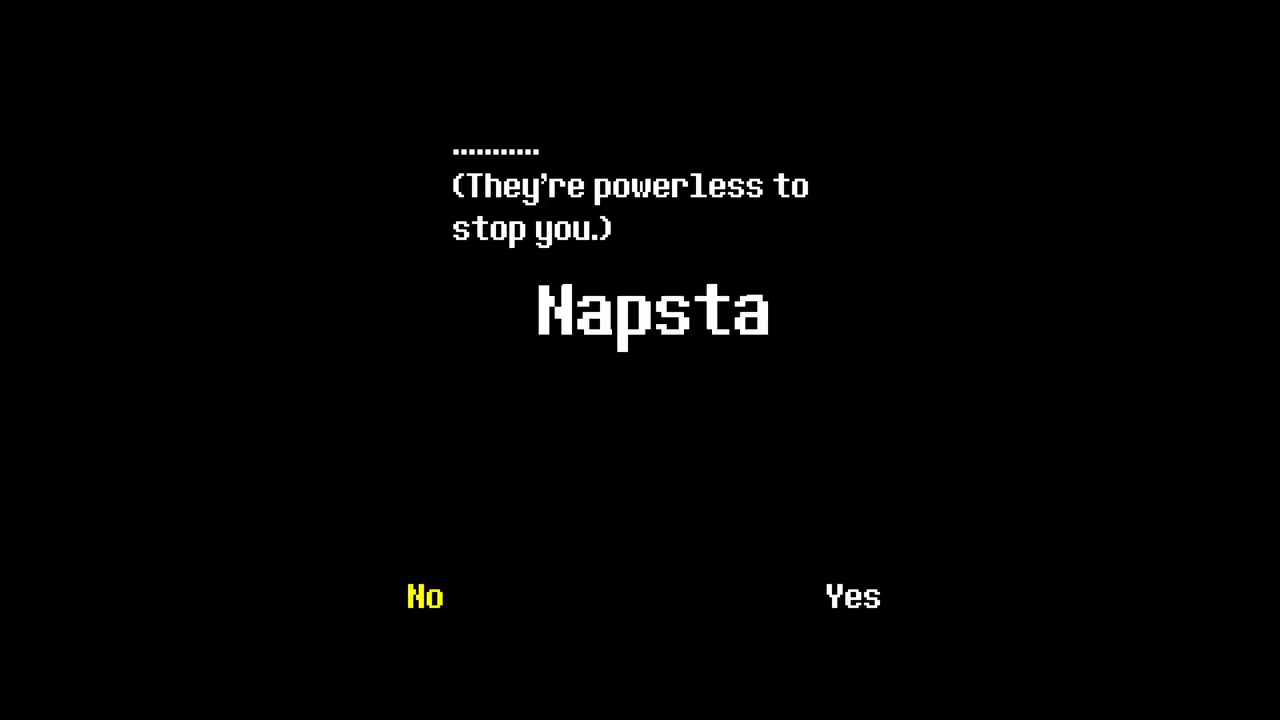 ...........
(They're powerless to
stop you.)
Napsta
No
Yes